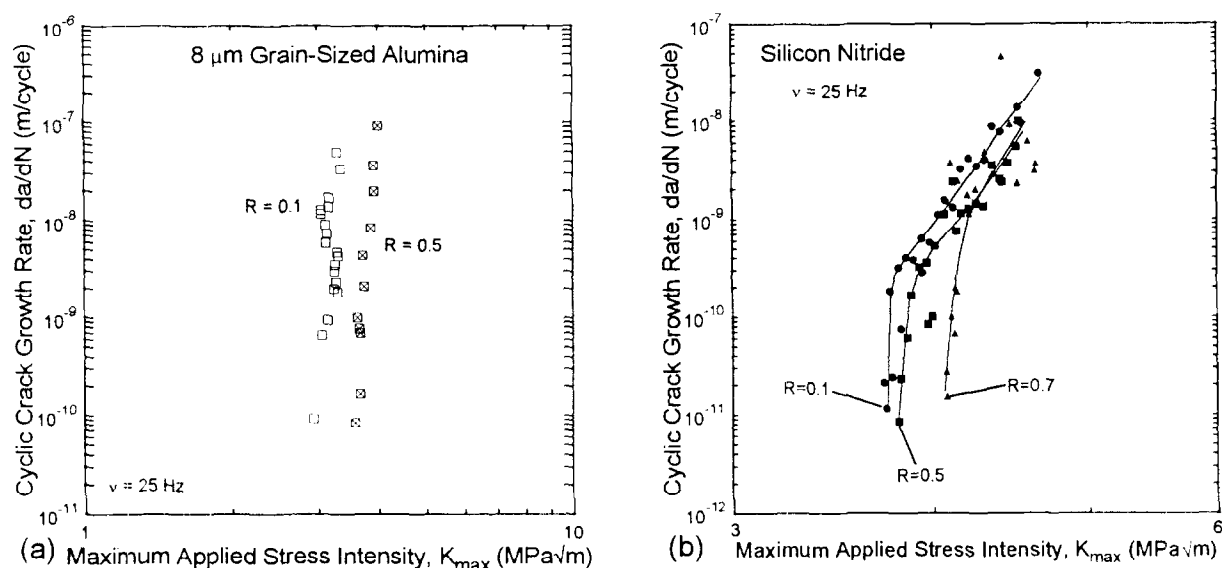 10⁻⁶
10⁻⁷
10⁻⁸
10⁻⁹
10⁻¹⁰
10⁻¹¹
Cyclic Crack Growth Rate, da/dN (m/cycle)
8 μm Grain-Sized Alumina
R = 0.1
R = 0.5
ν = 25 Hz
1
10
(a) Maximum Applied Stress Intensity, Kmax (MPa√m)
10⁻⁷
10⁻⁸
10⁻⁹
10⁻¹⁰
10⁻¹¹
10⁻¹²
Cyclic Crack Growth Rate, da/dN (m/cycle)
Silicon Nitride
ν = 25 Hz
R=0.1
R=0.7
R=0.5
3
6
(b) Maximum Applied Stress Intensity, Kmax (MPa√m)